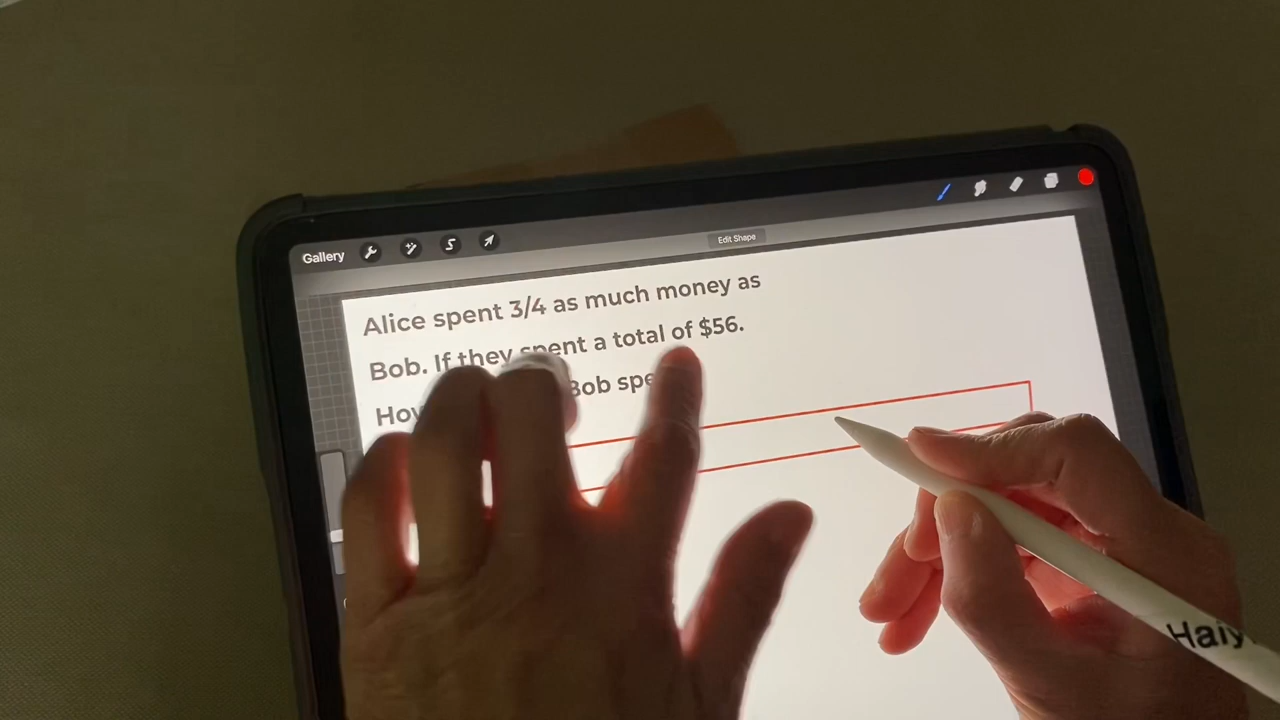 Gallery
Edit Shape
Alice spent 3/4 as much money as
Bob. If they spent a total of $56.
Bob
Haiy